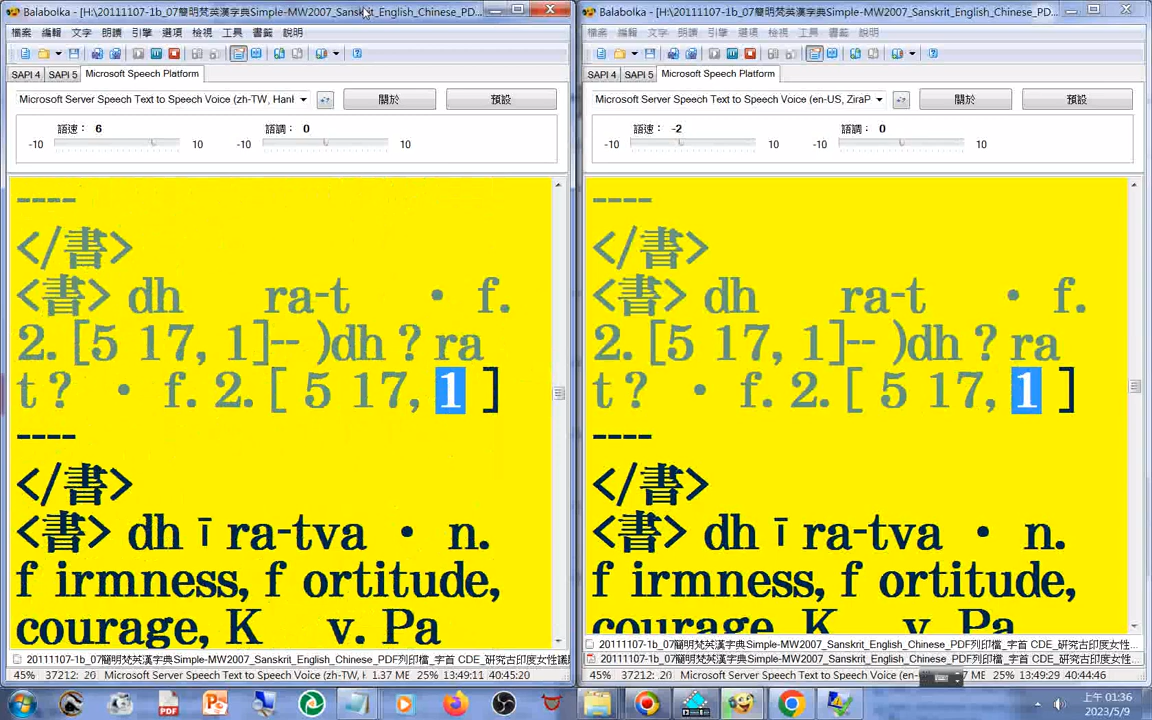 Balabolka - [H:\20111107-1b_07簡明梵英漢字典Simple-MW2007_Sanskrit_English_Chinese_PD...
檔案 編輯 文字 朗讀 引擎 選項 檢視 工具 書籤 說明
SAPI 4 SAPI 5 Microsoft Speech Platform
Microsoft Server Speech Text to Speech Voice (zh-TW, Hanl
關於 預設
語速： 6 語調： 0
-10 10 -10 10
----
</書>
<書> dh ra-t • f.
2. [5 17, 1]-- )dh ? ra
t ? • f. 2. [ 5 17, 1 ]
----
</書>
<書> dh ī ra-tva • n.
f irmness, f ortitude,
courage, K v. Pa
20111107-1b_07簡明梵英漢字典Simple-MW2007_Sanskrit_English_Chinese_PDF列印檔_字首 CDE_研究古印度女性議
45% 37212: 20 Microsoft Server Speech Text to Speech Voice (zh-TW, H 1.37 MB 25% 13:49:11 40:45:20
Balabolka - [H:\20111107-1b_07簡明梵英漢字典Simple-MW2007_Sanskrit_English_Chinese_PD...
檔案 編輯 文字 朗讀 引擎 選項 檢視 工具 書籤 說明
SAPI 4 SAPI 5 Microsoft Speech Platform
Microsoft Server Speech Text to Speech Voice (en-US, ZiraP
關於 預設
語速： -2 語調： 0
-10 10 -10 10
----
</書>
<書> dh ra-t • f.
2. [5 17, 1]-- )dh ? ra
t ? • f. 2. [ 5 17, 1 ]
----
</書>
<書> dh ī ra-tva • n.
f irmness, f ortitude,
courage, K v. Pa
20111107-1b_07簡明梵英漢字典Simple-MW2007_Sanskrit_English_Chinese_PDF列印檔_字首 CDE_研究古印度女性...
20111107-1b_07簡明梵英漢字典Simple-MW2007_Sanskrit_English_Chinese_PDF列印檔_字首 CDE_研究古印度女性...
45% 37212: 20 Microsoft Server Speech Text to Speech Voice (en-US, 25% 13:49:29 40:44:46
上午 01:36
2023/5/9